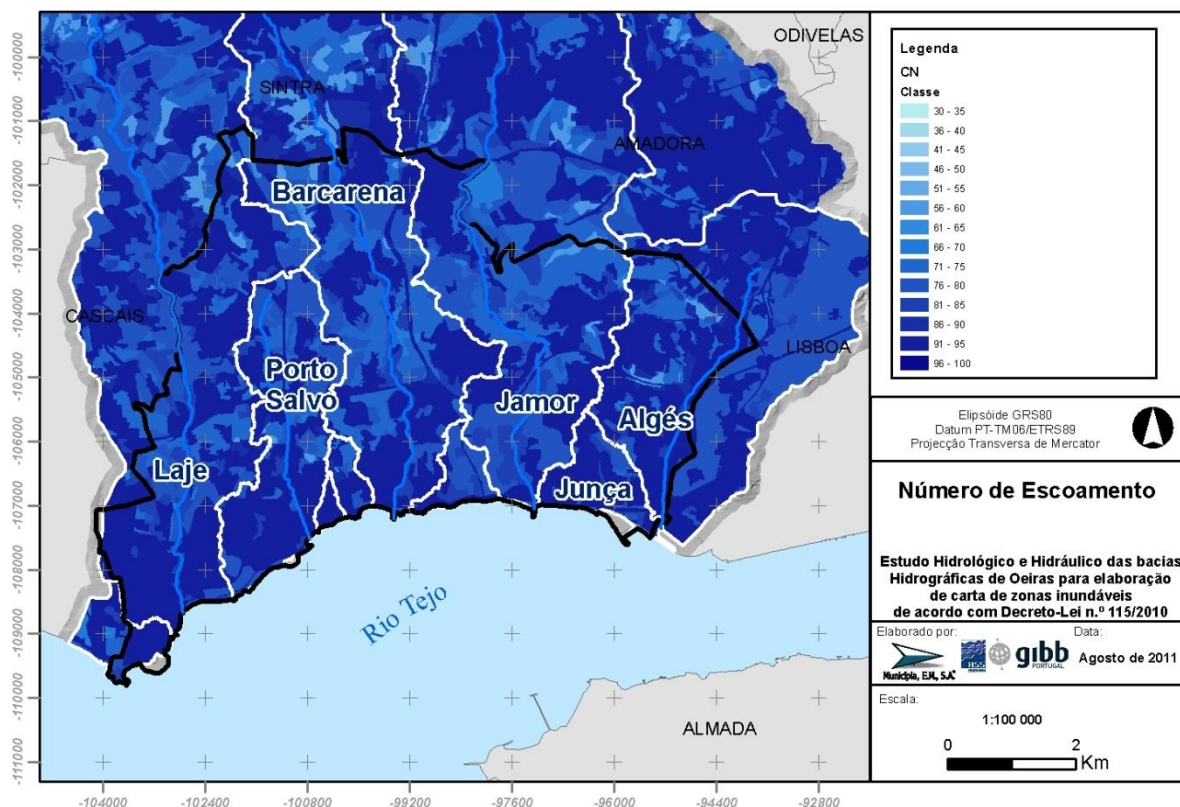 -100000
-101000
-102000
-103000
-104000
-105000
-106000
-107000
-108000
-109000
-110000
-111000
-104000
-102400
-100800
-99200
-97600
-96000
-94400
-92800
ODIVELAS
SINTRA
AMADORA
Barcarena
CASCAIS
LISBOA
Porto
Salvo
Jamor
Algés
Laje
Junça
Rio Tejo
ALMADA
Legenda
CN
Classe
30 - 35
36 - 40
41 - 45
46 - 50
51 - 55
56 - 60
61 - 65
66 - 70
71 - 75
76 - 80
81 - 85
86 - 90
91 - 95
96 - 100
Elipsóide GRS80
Datum PT-TM06/ETRS89
Projecção Transversa de Mercator
Número de Escoamento
Estudo Hidrológico e Hidráulico das bacias
Hidrográficas de Oeiras para elaboração
de carta de zonas inundáveis
de acordo com Decreto-Lei n.º 115/2010
Elaborado por:
Data:
Municípia, E.M., S.A.
gibb
PORTUGAL
Agosto de 2011
Escala:
1:100 000
0
2
Km